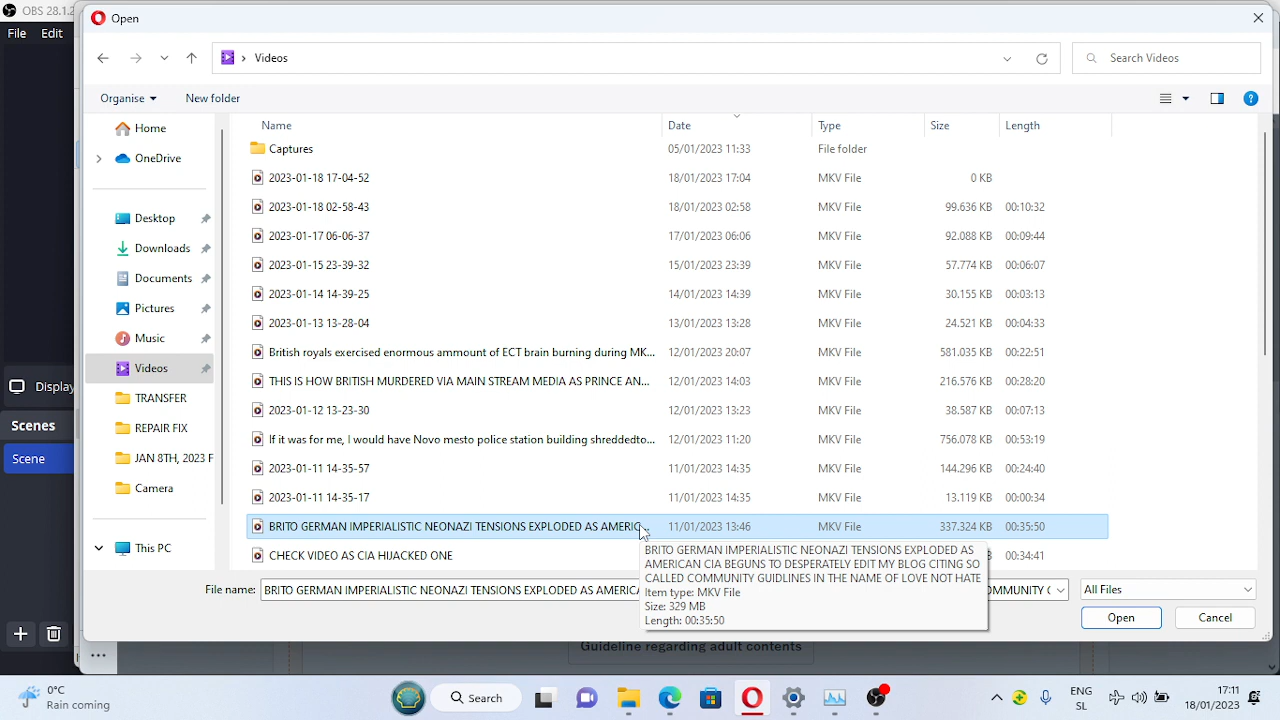 OBS 28.1.2
File Edit
Open
Videos
Search Videos
Organise
New folder
Name Date Type Size Length
Home
OneDrive
Desktop
Downloads
Documents
Pictures
Music
Videos
TRANSFER
REPAIR FIX
JAN 8TH, 2023 F
Camera
This PC
Captures 05/01/2023 11:33 File folder
2023-01-18 17-04-52 18/01/2023 17:04 MKV File 0 KB
2023-01-18 02-58-43 18/01/2023 02:58 MKV File 99.636 KB 00:10:32
2023-01-17 06-06-37 17/01/2023 06:06 MKV File 92.088 KB 00:09:44
2023-01-15 23-39-32 15/01/2023 23:39 MKV File 57.774 KB 00:06:07
2023-01-14 14-39-25 14/01/2023 14:39 MKV File 30.155 KB 00:03:13
2023-01-13 13-28-04 13/01/2023 13:28 MKV File 24.521 KB 00:04:33
British royals exercised enormous ammount of ECT brain burning during MK... 12/01/2023 20:07 MKV File 581.035 KB 00:22:51
THIS IS HOW BRITISH MURDERED VIA MAIN STREAM MEDIA AS PRINCE AN... 12/01/2023 14:03 MKV File 216.576 KB 00:28:20
2023-01-12 13-23-30 12/01/2023 13:23 MKV File 38.587 KB 00:07:13
If it was for me, I would have Novo mesto police station building shreddedto... 12/01/2023 11:20 MKV File 756.078 KB 00:53:19
2023-01-11 14-35-57 11/01/2023 14:35 MKV File 144.296 KB 00:24:40
2023-01-11 14-35-17 11/01/2023 14:35 MKV File 13.119 KB 00:00:34
BRITO GERMAN IMPERIALISTIC NEONAZI TENSIONS EXPLODED AS AMERIC... 11/01/2023 13:46 MKV File 337.324 KB 00:35:50
CHECK VIDEO AS CIA HIJACKED ONE 00:34:41
BRITO GERMAN IMPERIALISTIC NEONAZI TENSIONS EXPLODED AS
AMERICAN CIA BEGUNS TO DESPERATELY EDIT MY BLOG CITING SO
CALLED COMMUNITY GUIDLINES IN THE NAME OF LOVE NOT HATE
Item type: MKV File
Size: 329 MB
Length: 00:35:50
File name: BRITO GERMAN IMPERIALISTIC NEONAZI TENSIONS EXPLODED AS AMERICA
All Files
Open Cancel
Display
Scenes
Scene
Guideline regarding adult contents
0°C
Rain coming
Search
ENG
SL
17:11
18/01/2023